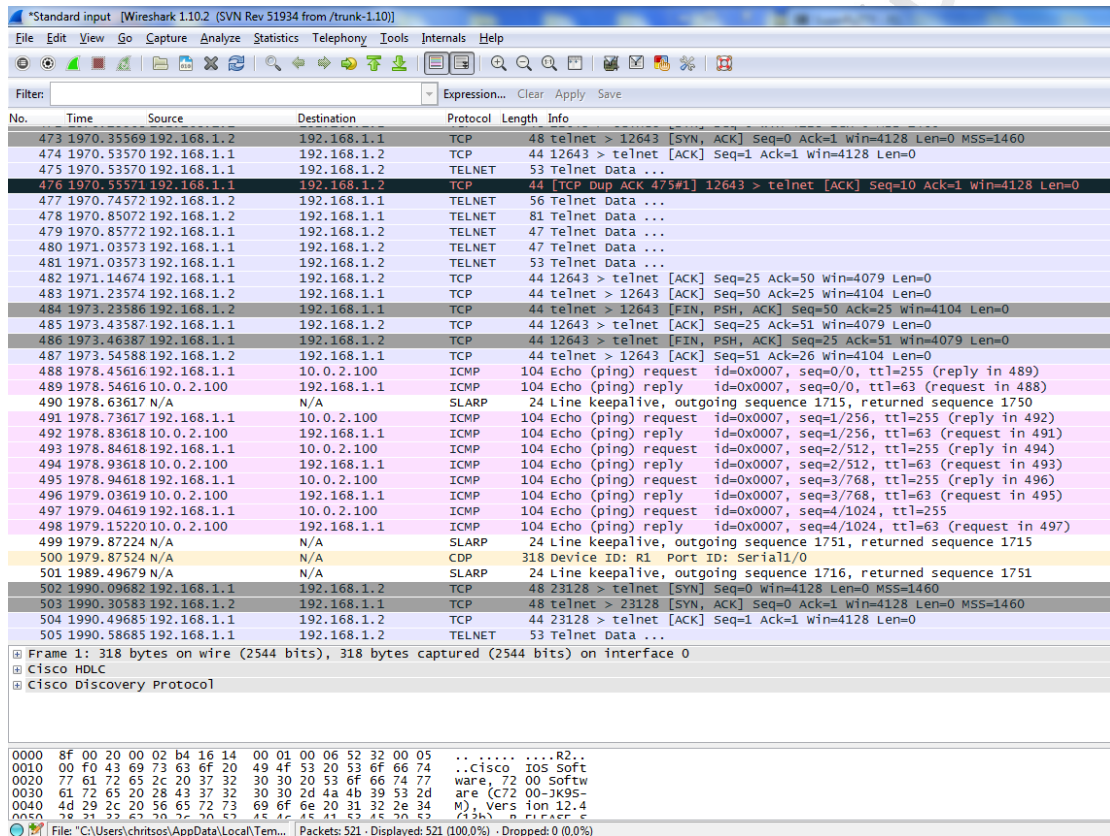 *Standard input [Wireshark 1.10.2 (SVN Rev 51934 from /trunk-1.10)]
File Edit View Go Capture Analyze Statistics Telephony Tools Internals Help
Filter: Expression... Clear Apply Save
No. Time Source Destination Protocol Length Info
473 1970.35569 192.168.1.2 192.168.1.1 TCP 48 telnet > 12643 [SYN, ACK] Seq=0 Ack=1 Win=4128 Len=0 MSS=1460
474 1970.53570 192.168.1.1 192.168.1.2 TCP 44 12643 > telnet [ACK] Seq=1 Ack=1 Win=4128 Len=0
475 1970.53570 192.168.1.1 192.168.1.2 TELNET 53 Telnet Data ...
476 1970.55571 192.168.1.1 192.168.1.2 TCP 44 [TCP Dup ACK 475#1] 12643 > telnet [ACK] Seq=10 Ack=1 Win=4128 Len=0
477 1970.74572 192.168.1.2 192.168.1.1 TELNET 56 Telnet Data ...
478 1970.85072 192.168.1.2 192.168.1.1 TELNET 81 Telnet Data ...
479 1970.85772 192.168.1.1 192.168.1.2 TELNET 47 Telnet Data ...
480 1971.03573 192.168.1.1 192.168.1.2 TELNET 47 Telnet Data ...
481 1971.03573 192.168.1.2 192.168.1.1 TELNET 53 Telnet Data ...
482 1971.14674 192.168.1.1 192.168.1.2 TCP 44 12643 > telnet [ACK] Seq=25 Ack=50 Win=4079 Len=0
483 1971.23574 192.168.1.2 192.168.1.1 TCP 44 telnet > 12643 [ACK] Seq=50 Ack=25 Win=4104 Len=0
484 1973.23586 192.168.1.2 192.168.1.1 TCP 44 telnet > 12643 [FIN, PSH, ACK] Seq=50 Ack=25 Win=4104 Len=0
485 1973.43587 192.168.1.1 192.168.1.2 TCP 44 12643 > telnet [ACK] Seq=25 Ack=51 Win=4079 Len=0
486 1973.46387 192.168.1.1 192.168.1.2 TCP 44 12643 > telnet [FIN, PSH, ACK] Seq=25 Ack=51 Win=4079 Len=0
487 1973.54588 192.168.1.2 192.168.1.1 TCP 44 telnet > 12643 [ACK] Seq=51 Ack=26 Win=4104 Len=0
488 1978.45616 192.168.1.1 10.0.2.100 ICMP 104 Echo (ping) request id=0x0007, seq=0/0, ttl=255 (reply in 489)
489 1978.54616 10.0.2.100 192.168.1.1 ICMP 104 Echo (ping) reply id=0x0007, seq=0/0, ttl=63 (request in 488)
490 1978.63617 N/A N/A SLARP 24 Line keepalive, outgoing sequence 1715, returned sequence 1750
491 1978.73617 192.168.1.1 10.0.2.100 ICMP 104 Echo (ping) request id=0x0007, seq=1/256, ttl=255 (reply in 492)
492 1978.83618 10.0.2.100 192.168.1.1 ICMP 104 Echo (ping) reply id=0x0007, seq=1/256, ttl=63 (request in 491)
493 1978.84618 192.168.1.1 10.0.2.100 ICMP 104 Echo (ping) request id=0x0007, seq=2/512, ttl=255 (reply in 494)
494 1978.93618 10.0.2.100 192.168.1.1 ICMP 104 Echo (ping) reply id=0x0007, seq=2/512, ttl=63 (request in 493)
495 1978.94618 192.168.1.1 10.0.2.100 ICMP 104 Echo (ping) request id=0x0007, seq=3/768, ttl=255 (reply in 496)
496 1979.03619 10.0.2.100 192.168.1.1 ICMP 104 Echo (ping) reply id=0x0007, seq=3/768, ttl=63 (request in 495)
497 1979.04619 192.168.1.1 10.0.2.100 ICMP 104 Echo (ping) request id=0x0007, seq=4/1024, ttl=255
498 1979.15220 10.0.2.100 192.168.1.1 ICMP 104 Echo (ping) reply id=0x0007, seq=4/1024, ttl=63 (request in 497)
499 1979.87224 N/A N/A SLARP 24 Line keepalive, outgoing sequence 1751, returned sequence 1715
500 1979.87524 N/A N/A CDP 318 Device ID: R1 Port ID: Serial1/0
501 1989.49679 N/A N/A SLARP 24 Line keepalive, outgoing sequence 1716, returned sequence 1751
502 1990.09682 192.168.1.1 192.168.1.2 TCP 48 23128 > telnet [SYN] Seq=0 Win=4128 Len=0 MSS=1460
503 1990.30583 192.168.1.2 192.168.1.1 TCP 48 telnet > 23128 [SYN, ACK] Seq=0 Ack=1 Win=4128 Len=0 MSS=1460
504 1990.49685 192.168.1.1 192.168.1.2 TCP 44 23128 > telnet [ACK] Seq=1 Ack=1 Win=4128 Len=0
505 1990.58685 192.168.1.1 192.168.1.2 TELNET 53 Telnet Data ...
Frame 1: 318 bytes on wire (2544 bits), 318 bytes captured (2544 bits) on interface 0
Cisco HDLC
Cisco Discovery Protocol
0000 8f 00 20 00 02 b4 16 14 00 01 00 06 52 32 00 05 .. ..... ....R2..
0010 00 f0 43 69 73 63 6f 20 49 4f 53 20 53 6f 66 74 ..Cisco IOS Soft
0020 77 61 72 65 2c 20 37 32 30 30 20 53 6f 66 74 77 ware, 72 00 Softw
0030 61 72 65 20 28 43 37 32 30 30 2d 4a 4b 39 53 2d are (C72 00-JK9S-
0040 4d 29 2c 20 56 65 72 73 69 6f 6e 20 31 32 2e 34 M), Vers ion 12.4
0050 28 31 33 62 29 2c 20 52 45 4c 45 41 53 45 20 53 (13b), R ELEASE S
File: "C:\Users\chritsos\AppData\Local\Tem... Packets: 521 · Displayed: 521 (100,0%) · Dropped: 0 (0,0%)